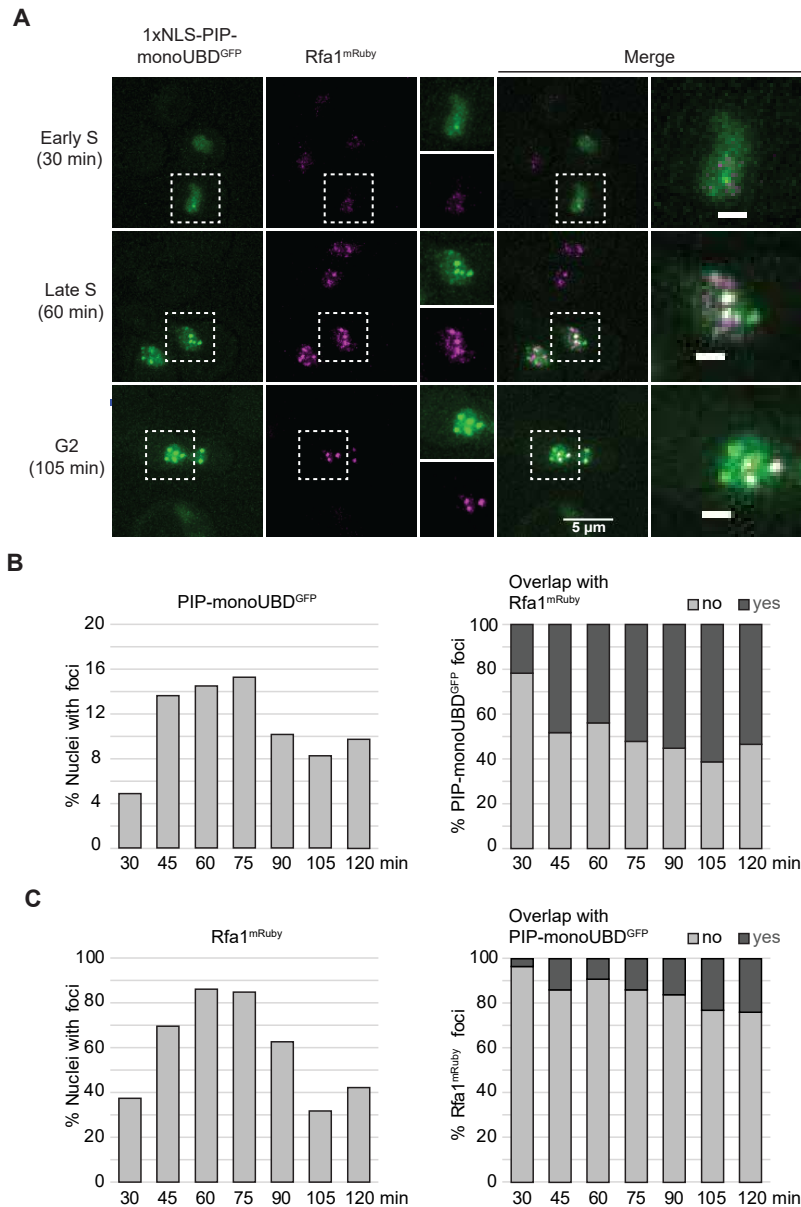 A
1xNLS-PIP-
monoUBDGFP
Rfa1mRuby
Merge
Early S
(30 min)
Late S
(60 min)
G2
(105 min)
5 µm
B
PIP-monoUBDGFP
% Nuclei with foci
20
16
12
8
4
0
30 45 60 75 90 105 120 min
Overlap with
Rfa1mRuby
no yes
% PIP-monoUBDGFP foci
100
80
60
40
20
0
30 45 60 75 90 105 120 min
C
Rfa1mRuby
% Nuclei with foci
100
80
60
40
20
0
30 45 60 75 90 105 120 min
Overlap with
PIP-monoUBDGFP
no yes
% Rfa1mRuby foci
100
80
60
40
20
0
30 45 60 75 90 105 120 min